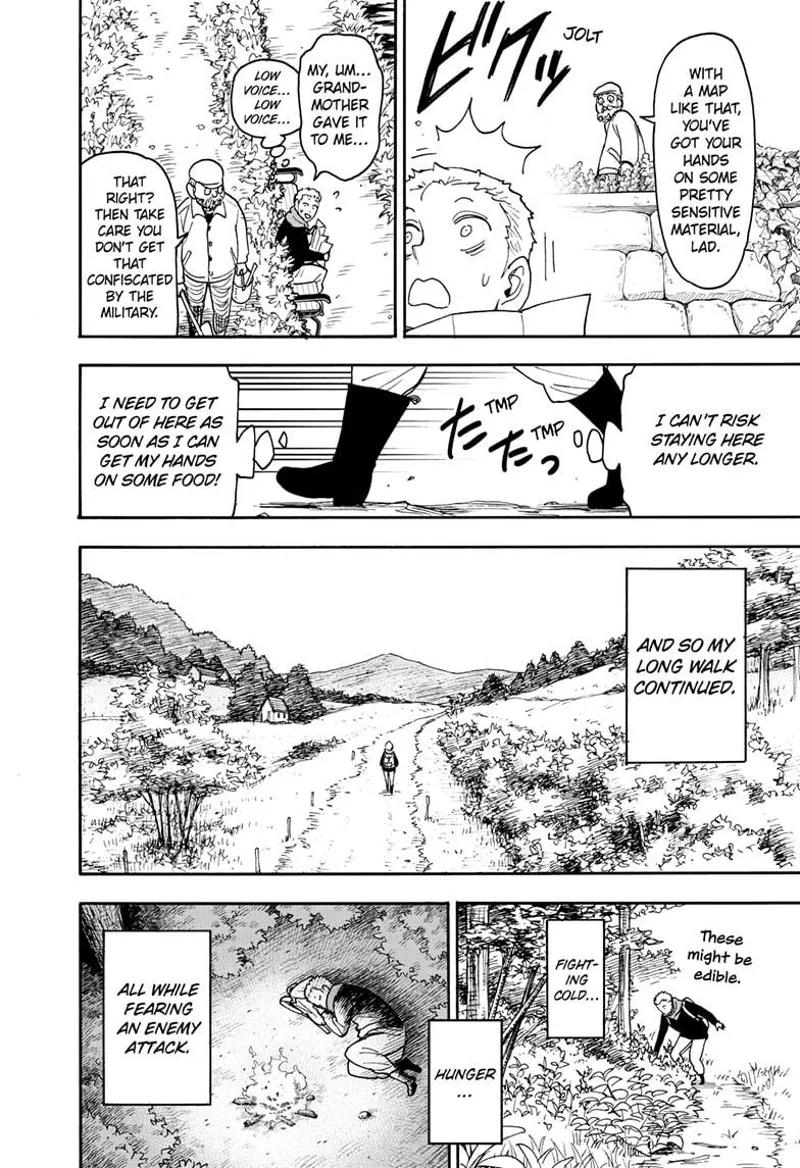 WITH
A MAP
LIKE THAT,
YOU'VE
GOT YOUR
HANDS
ON SOME
PRETTY
SENSITIVE
MATERIAL,
LAD.
JOLT
ビクッ
MY, UM...
GRAND-
MOTHER
GAVE IT
TO ME...
LOW
VOICE...
LOW
VOICE...
THAT
RIGHT?
THEN TAKE
CARE YOU
DON'T GET
THAT
CONFISCATED
BY THE
MILITARY.
I CAN'T RISK
STAYING HERE
ANY LONGER.
TMP
TMP
たったっ
I NEED TO GET
OUT OF HERE AS
SOON AS I CAN
GET MY HANDS
ON SOME FOOD!
AND SO MY
LONG WALK
CONTINUED.
These
might be
edible.
FIGHT-
ING
COLD...
HUNGER
...
ALL WHILE
FEARING
AN ENEMY
ATTACK.